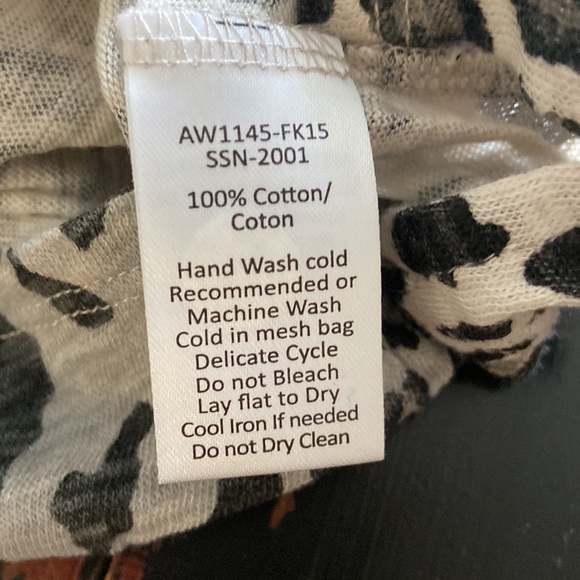 AW1145-FK15
SSN-2001
100% Cotton/
Coton
Hand Wash cold
Recommended or
Machine Wash
Cold in mesh bag
Delicate Cycle
Do not Bleach
Lay flat to Dry
Cool Iron If needed
Do not Dry Clean